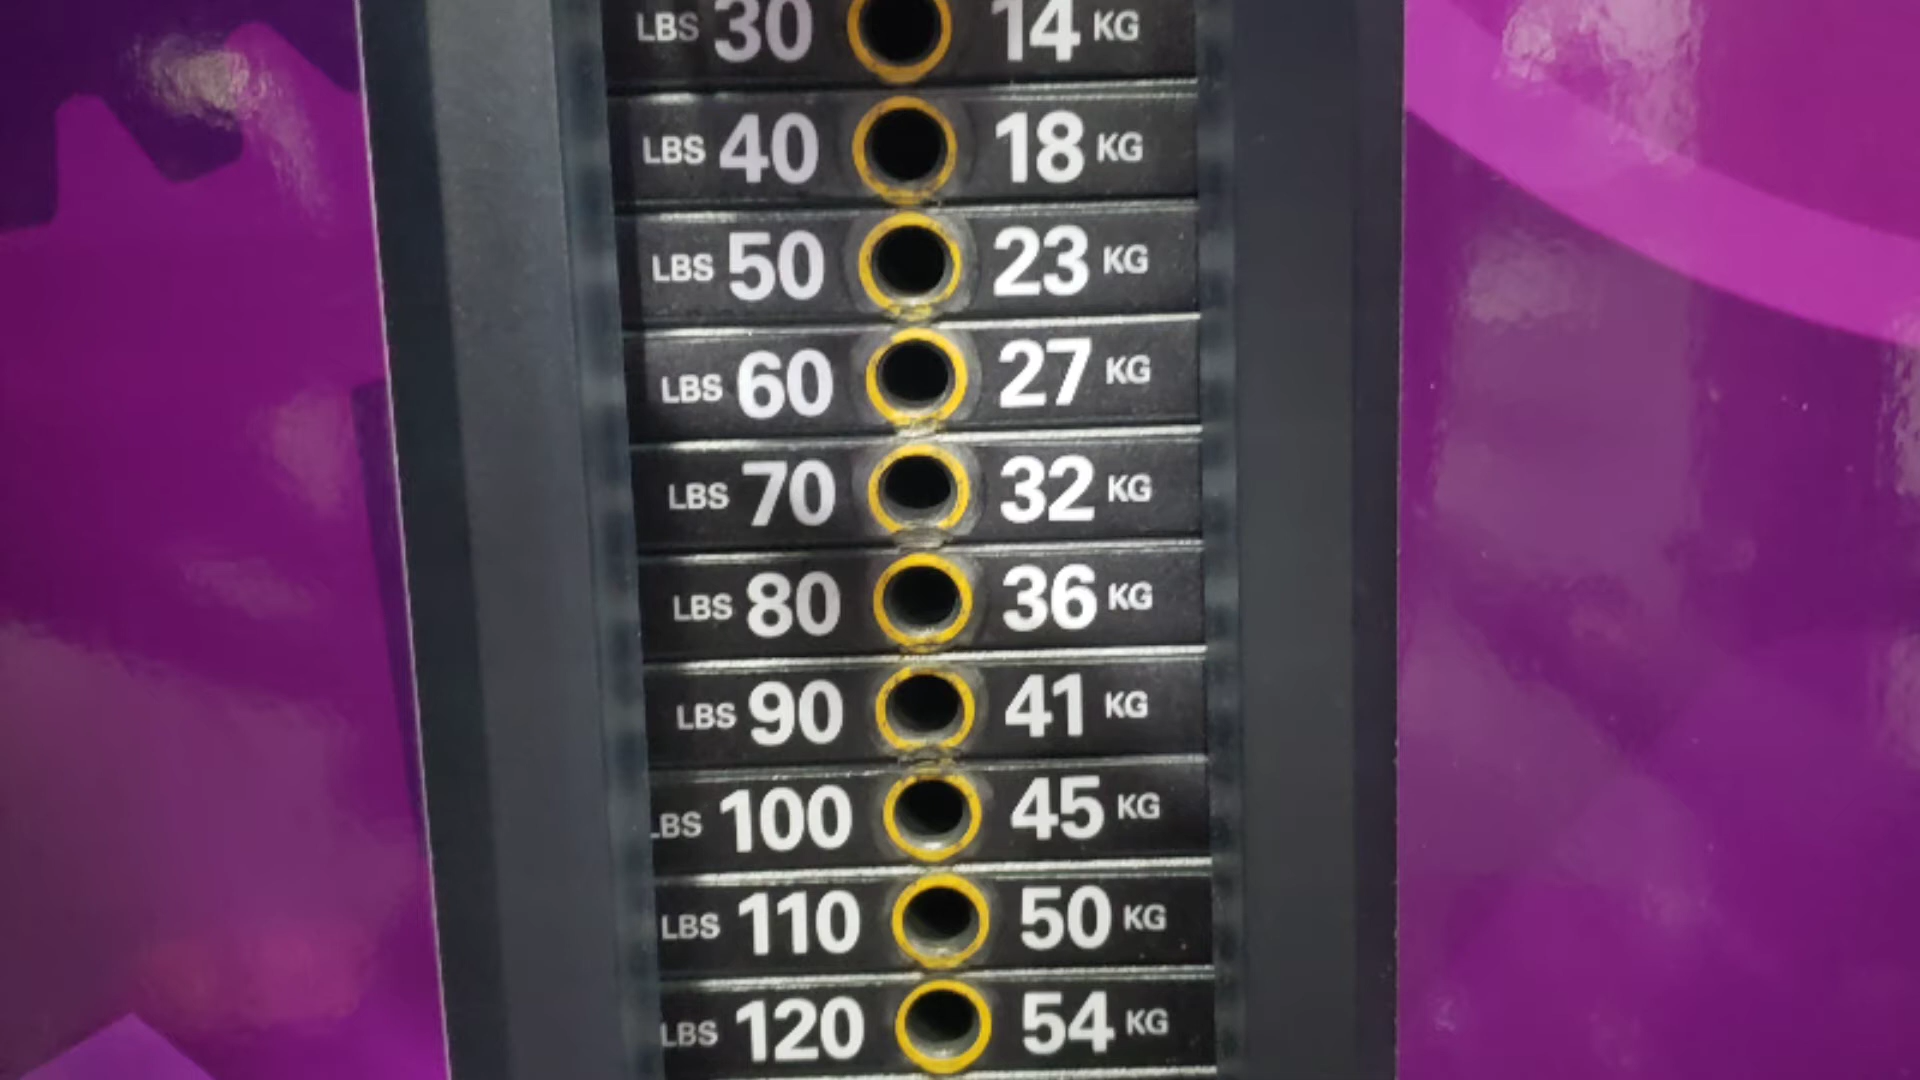 LBS 30 14 KG
LBS 40 18 KG
LBS 50 23 KG
LBS 60 27 KG
LBS 70 32 KG
LBS 80 36 KG
LBS 90 41 KG
LBS 100 45 KG
LBS 110 50 KG
LBS 120 54 KG